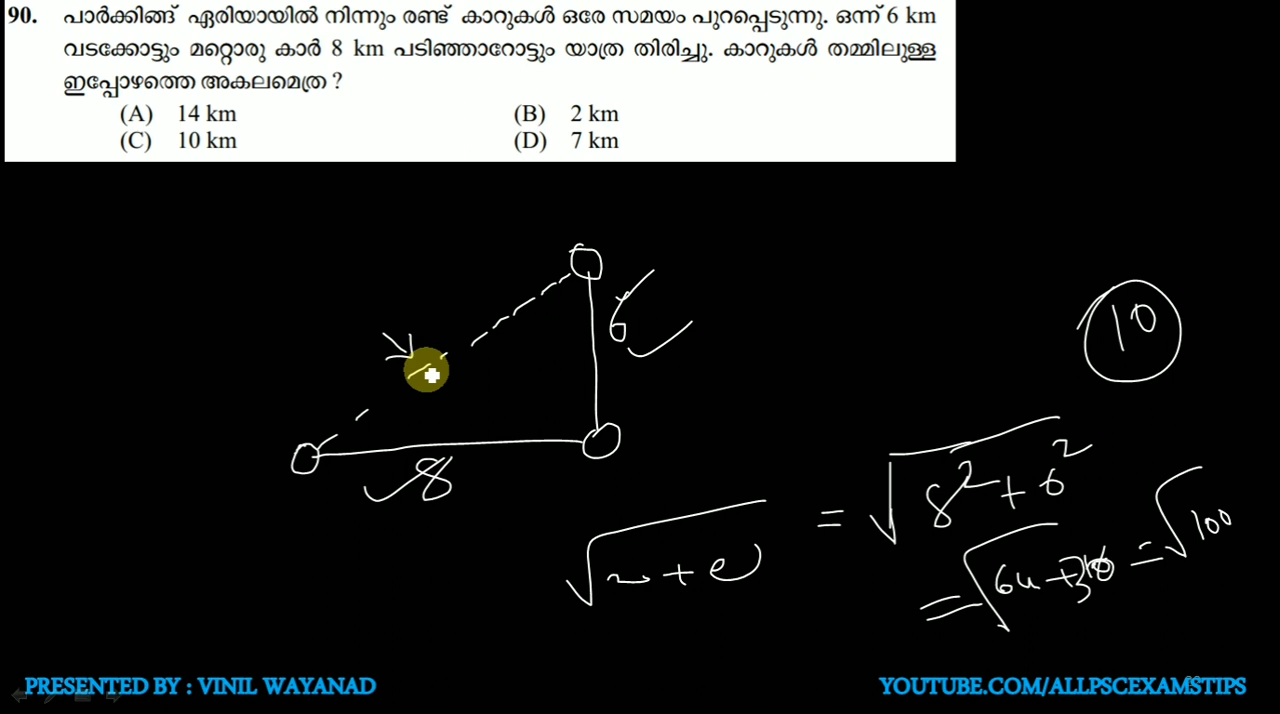 90. പാർക്കിങ്ങ് ഏരിയായിൽ നിന്നും രണ്ട് കാറുകൾ ഒരേ സമയം പുറപ്പെടുന്നു. ഒന്ന് 6 km
വടക്കോട്ടും മറ്റൊരു കാർ 8 km പടിഞ്ഞാറോട്ടും യാത്ര തിരിച്ചു. കാറുകൾ തമ്മിലുള്ള
ഇപ്പോഴത്തെ അകലമെത്ര ?
(A) 14 km (B) 2 km
(C) 10 km (D) 7 km
6
10
8
= √8² + 6²
= √64 + 36 = √100
PRESENTED BY : VINIL WAYANAD
YOUTUBE.COM/ALLPSCEXAMSTIPS